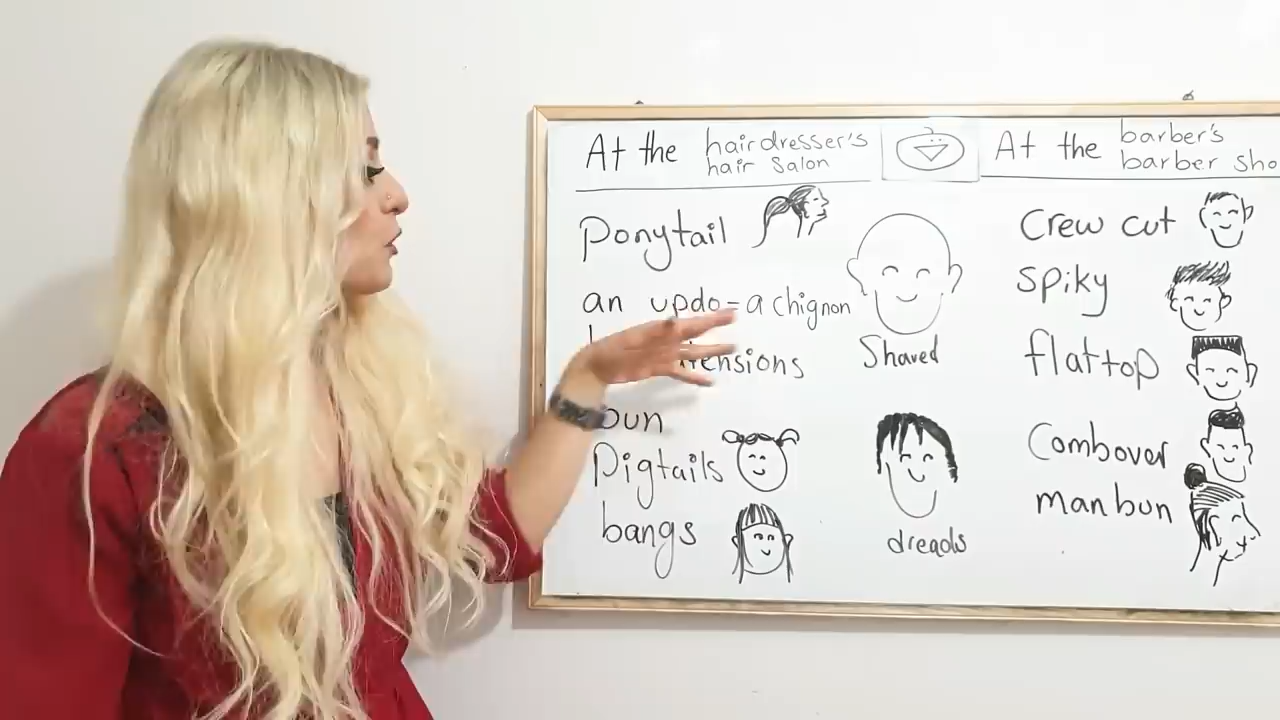 At the hairdresser's
hair Salon
Ponytail
an updo = a chignon
bun
Pigtails
bangs
Shaved
dreads
At the barber's
barber sho
Crew cut
Spiky
flattop
Combover
man bun